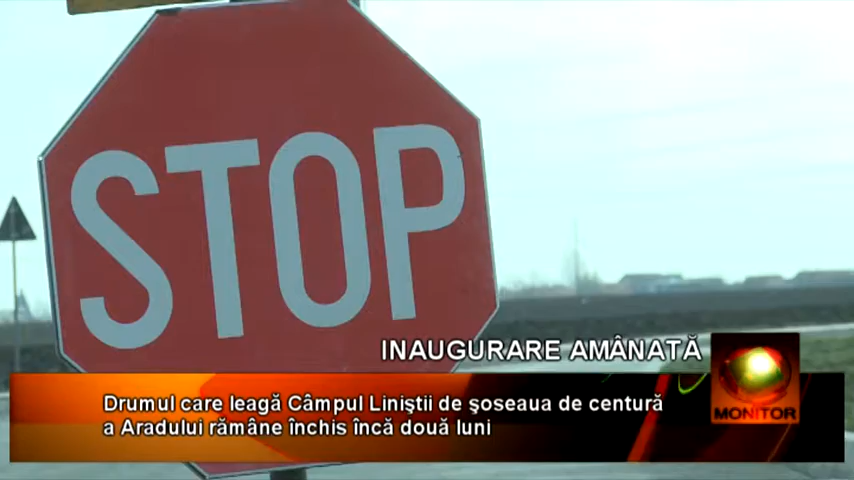 STOP
INAUGURARE AMÂNATĂ
Drumul care leagă Câmpul Liniştii de şoseaua de centură
a Aradului rămâne închis încă două luni
MONITOR